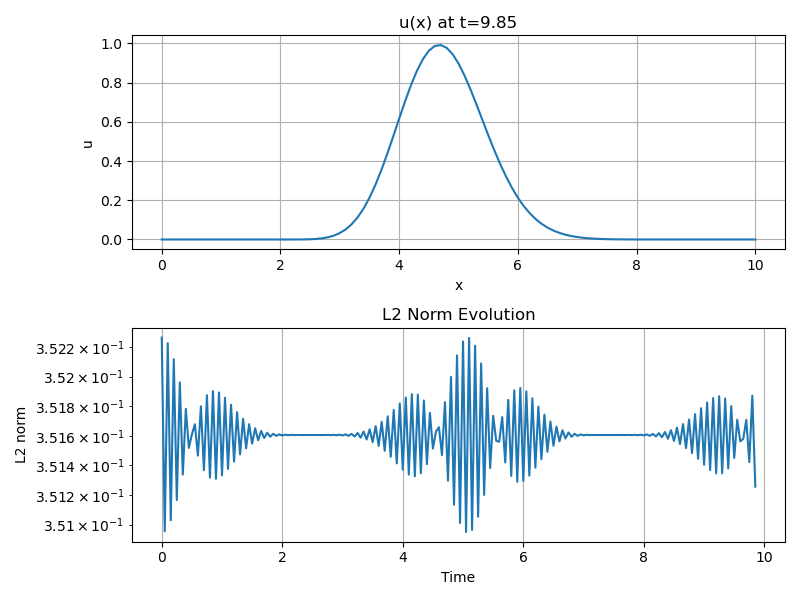 u(x) at t=9.85
1.0
0.8
0.6
0.4
0.2
0.0
u
0 2 4 6 8 10
x
L2 Norm Evolution
3.522 × 10⁻¹
3.52 × 10⁻¹
3.518 × 10⁻¹
3.516 × 10⁻¹
3.514 × 10⁻¹
3.512 × 10⁻¹
3.51 × 10⁻¹
L2 norm
0 2 4 6 8 10
Time